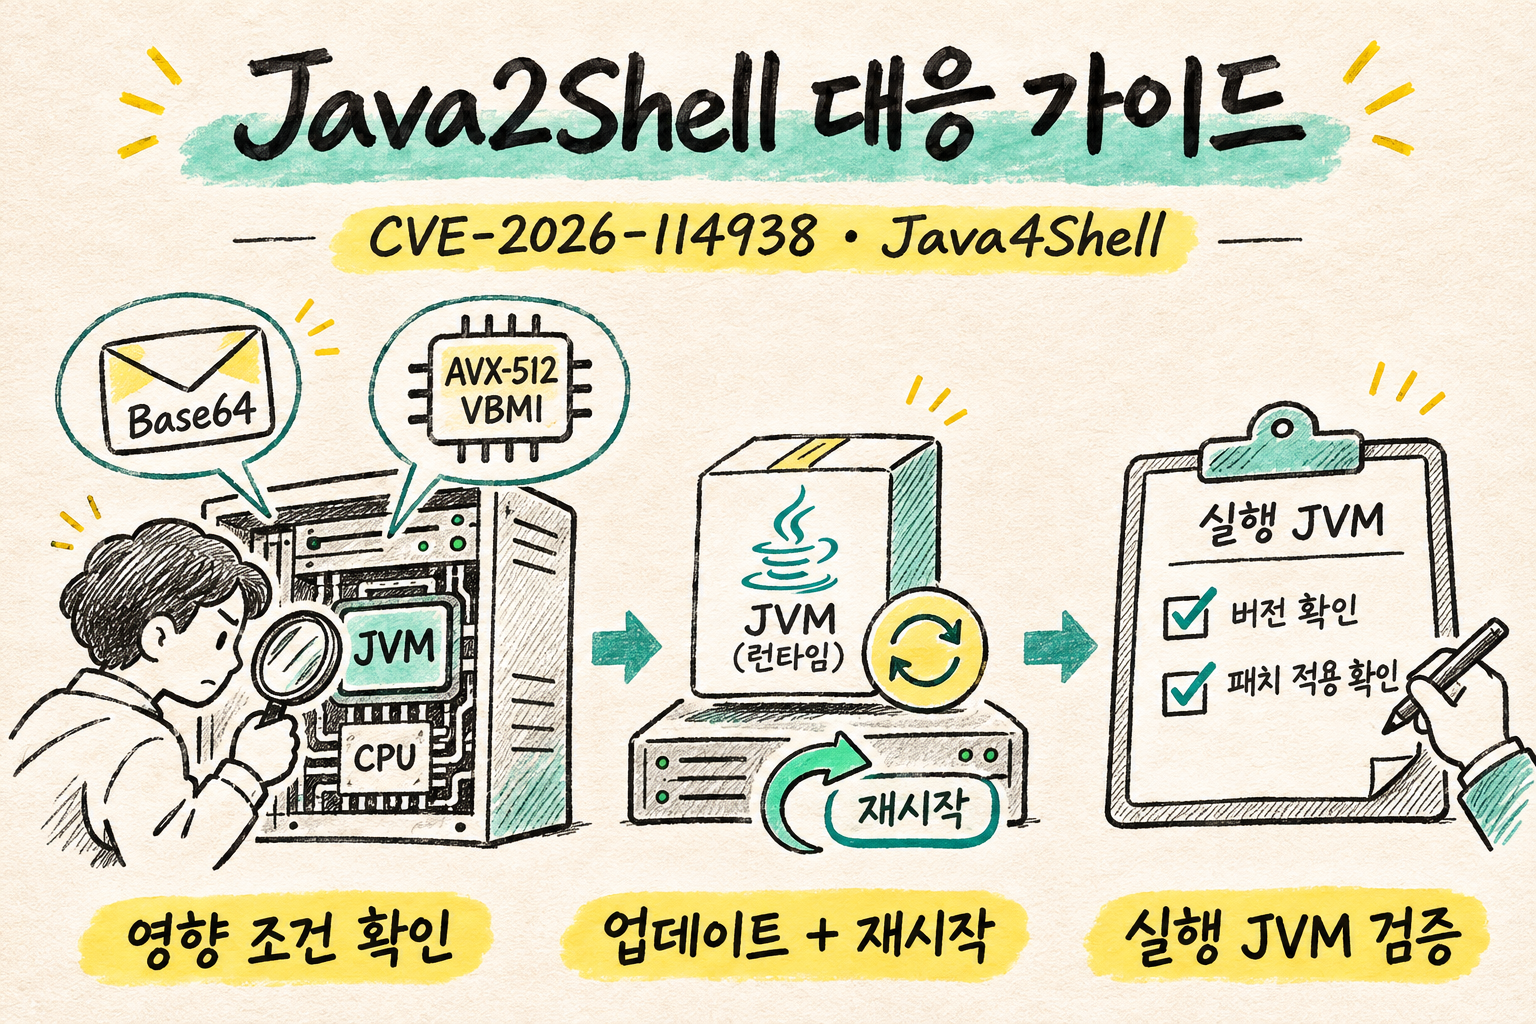 Java2Shell 대응 가이드
CVE-2026-114938 • Java4Shell
Base64
AVX-512
VBMI
JVM
CPU
영향 조건 확인
JVM
(런타임)
재시작
업데이트 + 재시작
실행 JVM
버전 확인
패치 적용 확인
실행 JVM 검증